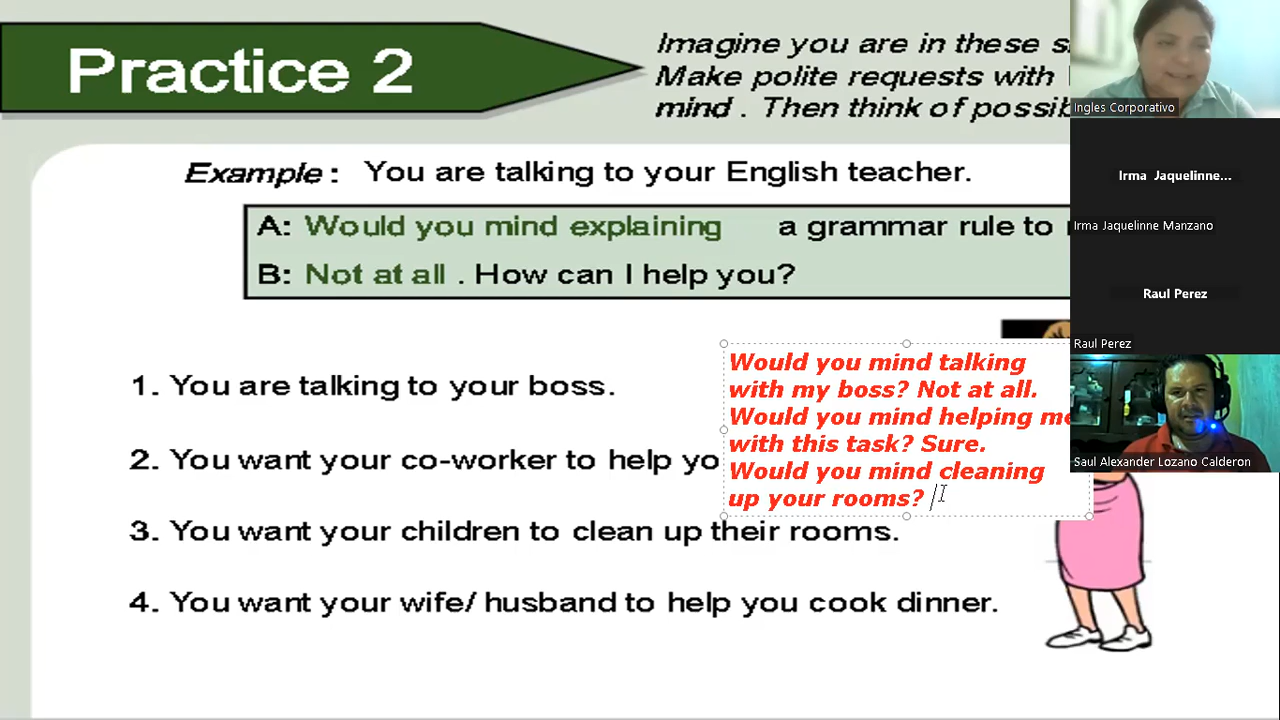 Practice 2
Imagine you are in these
Make polite requests with
mind . Then think of
Example : You are talking to your English teacher.
A: Would you mind explaining a grammar rule to
B: Not at all . How can I help you?
1. You are talking to your boss.
2. You want your co-worker to help
3. You want your children to clean up their rooms.
4. You want your wife/ husband to help you cook dinner.
Would you mind talking
with my boss? Not at all.
Would you mind helping me
with this task? Sure.
Would you mind cleaning
up your rooms?
Ingles Corporativo
Irma Jaquelinne...
Irma Jaquelinne Manzano
Raul Perez
Raul Perez
Saul Alexander Lozano Calderon